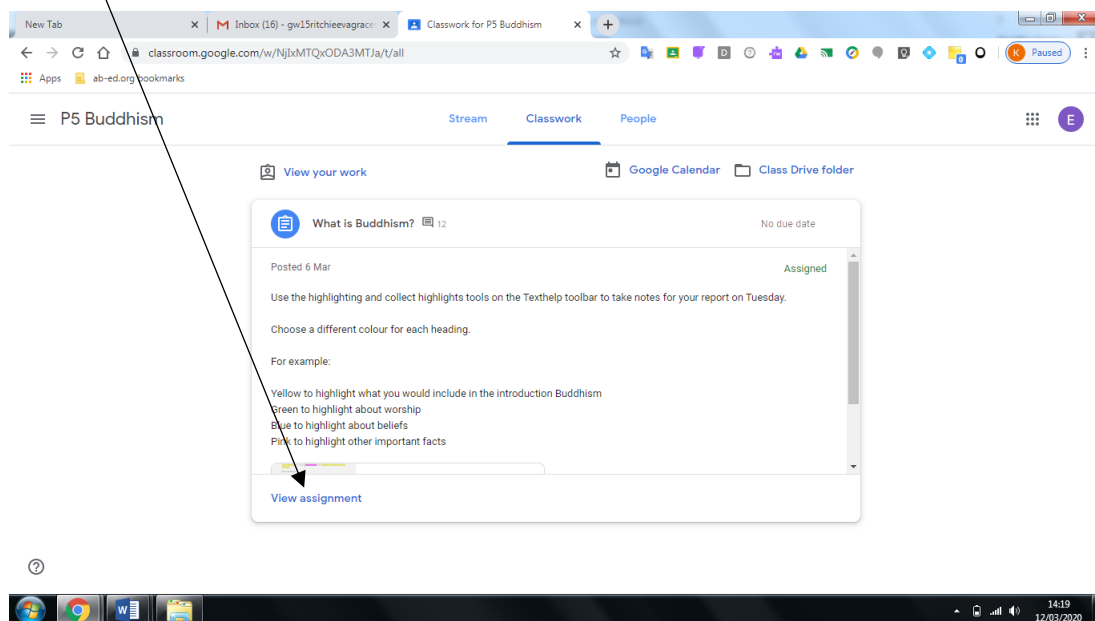 New Tab
Inbox (16) - gw15ritchieevagrace
Classwork for P5 Buddhism
classroom.google.com/w/NjIxMTQxODA3MTJa/t/all
Paused
Apps
ab-ed.org bookmarks
P5 Buddhism
Stream
Classwork
People
E
View your work
Google Calendar
Class Drive folder
What is Buddhism? 12
No due date
Posted 6 Mar
Assigned
Use the highlighting and collect highlights tools on the Texthelp toolbar to take notes for your report on Tuesday.
Choose a different colour for each heading.
For example:
Yellow to highlight what you would include in the introduction Buddhism
Green to highlight about worship
Blue to highlight about beliefs
Pink to highlight other important facts
View assignment
14:19
12/03/2020